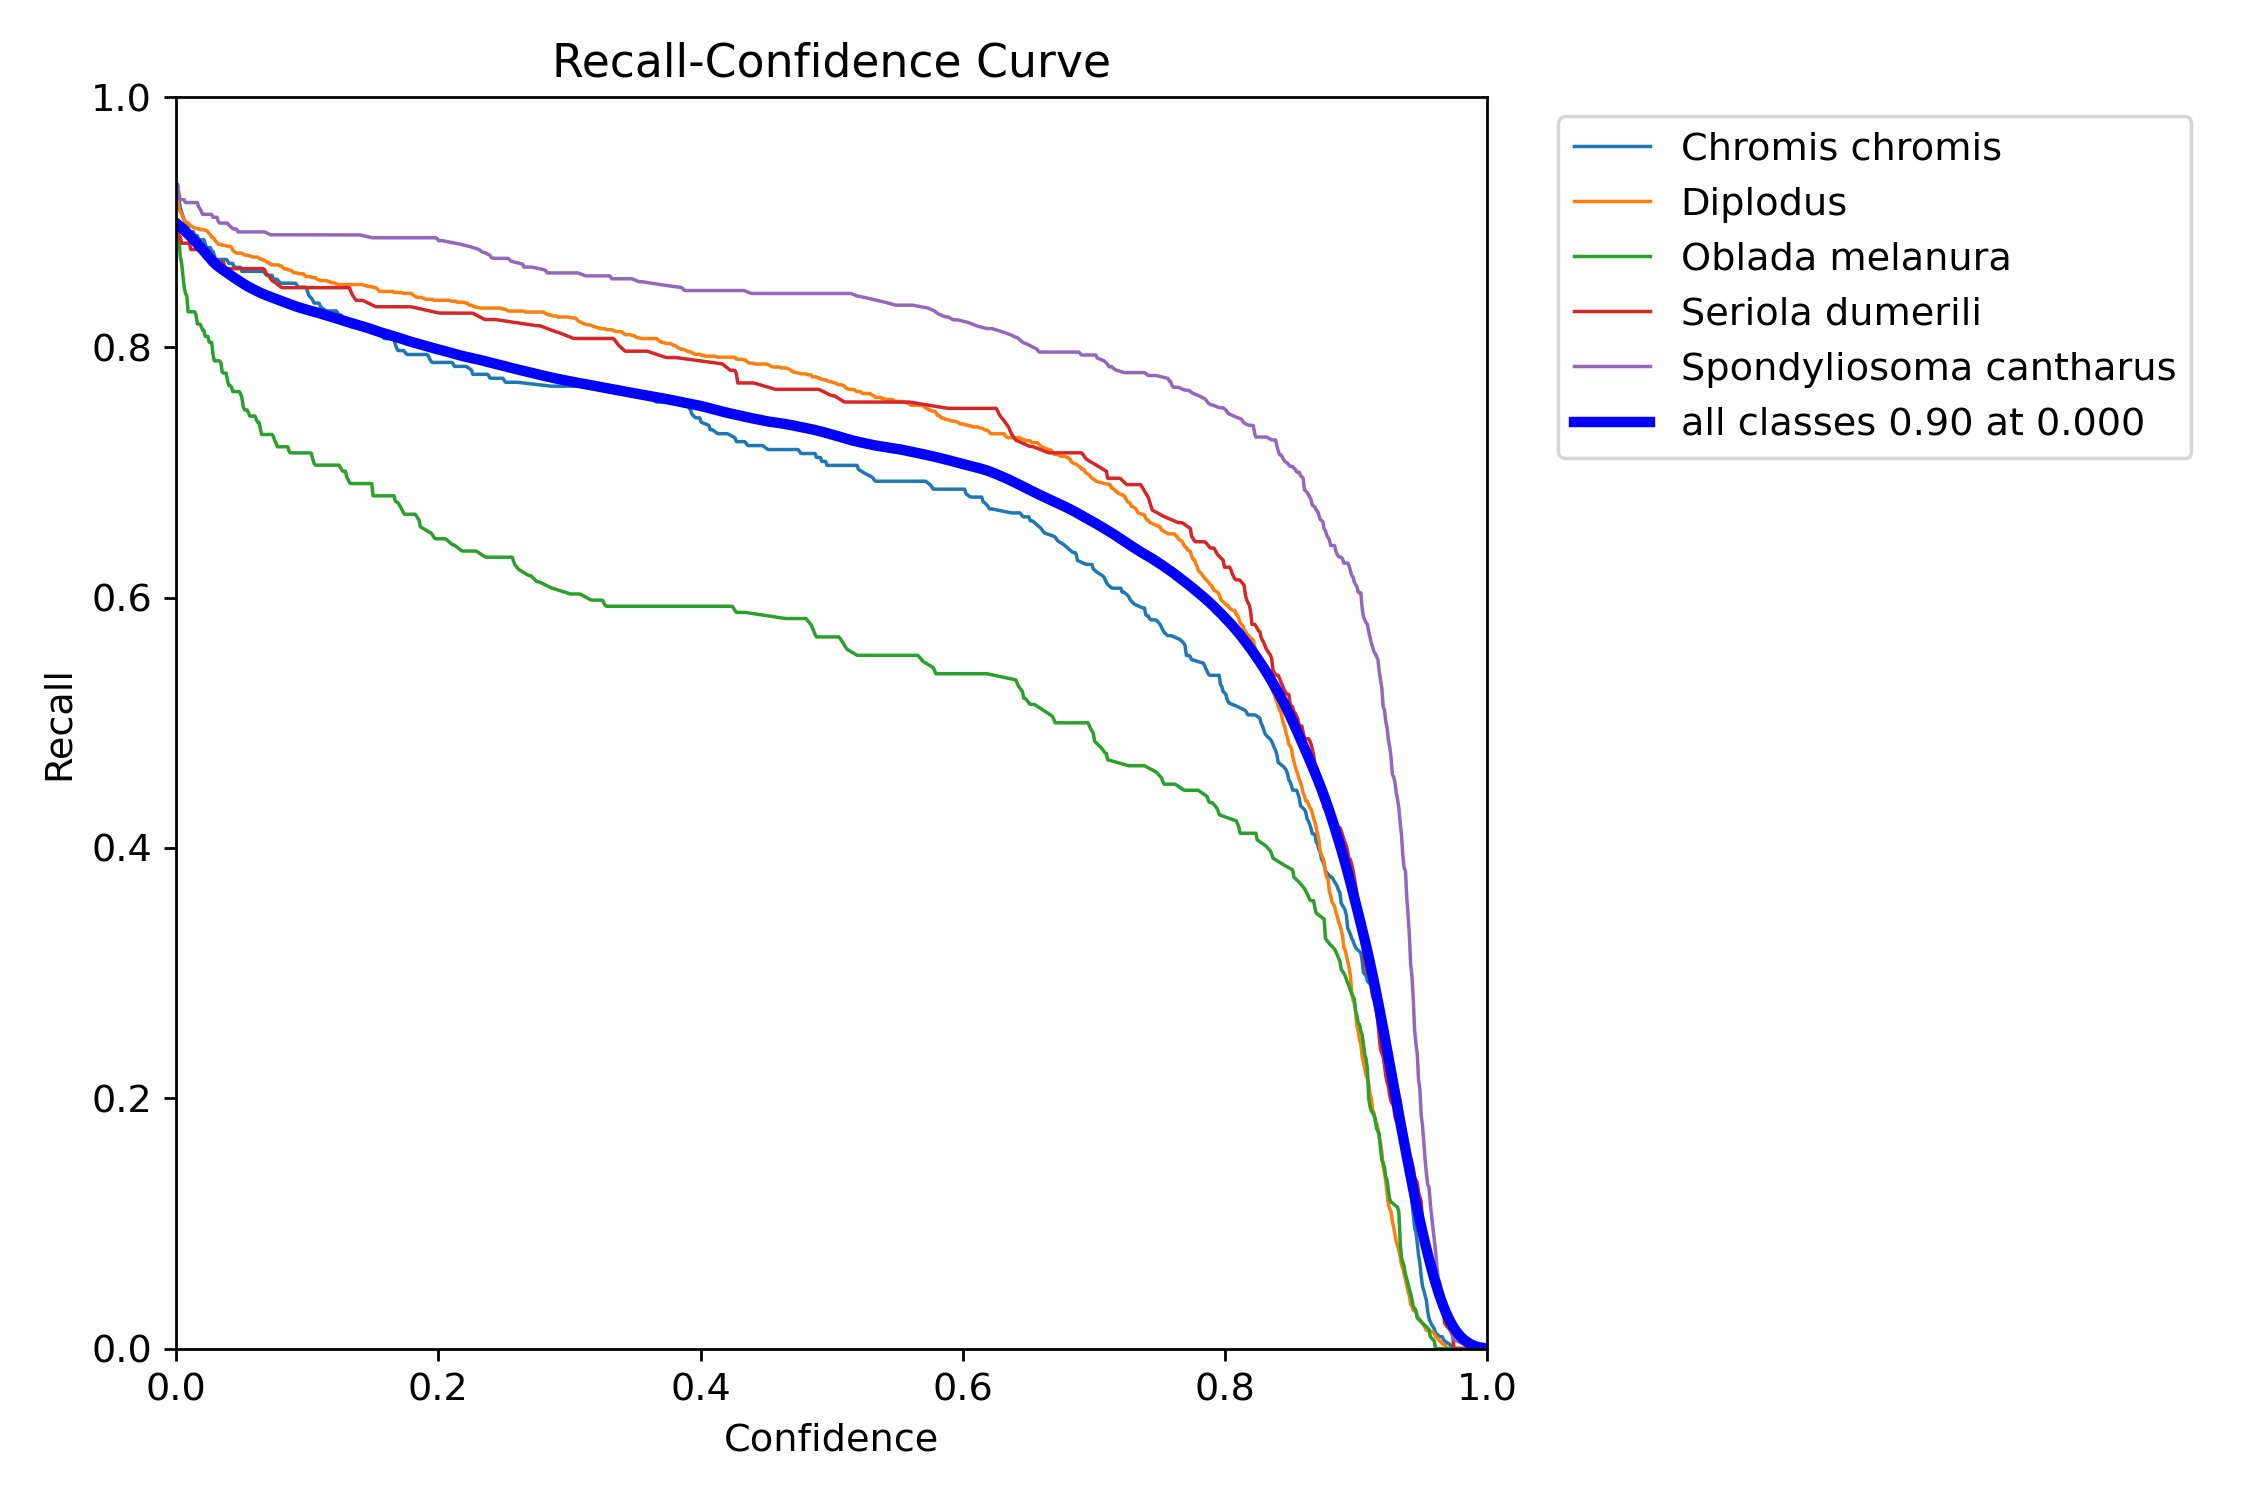 Recall-Confidence Curve
1.0
0.8
0.6
0.4
0.2
0.0
Recall
0.0 0.2 0.4 0.6 0.8 1.0
Confidence
Chromis chromis
Diplodus
Oblada melanura
Seriola dumerili
Spondyliosoma cantharus
all classes 0.90 at 0.000